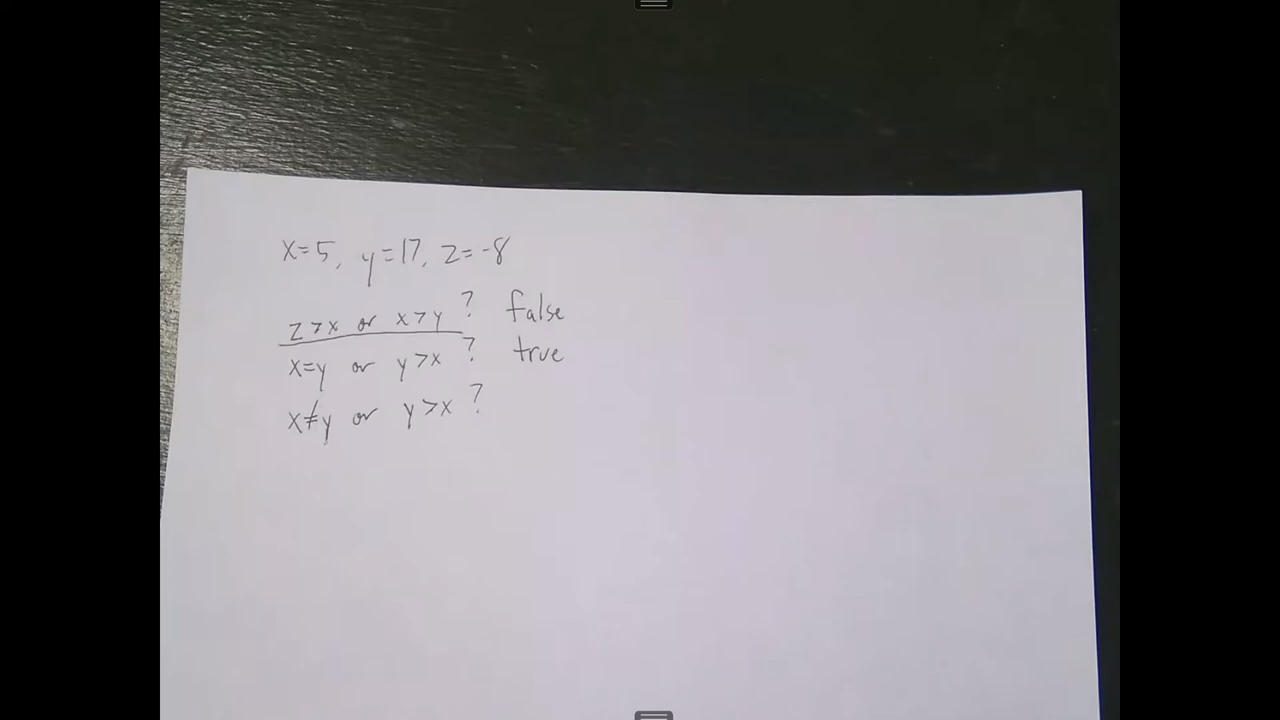 x=5, y=17, z=-8
z>x or x>y ? false
x=y or y>x ? true
x≠y or y>x ?